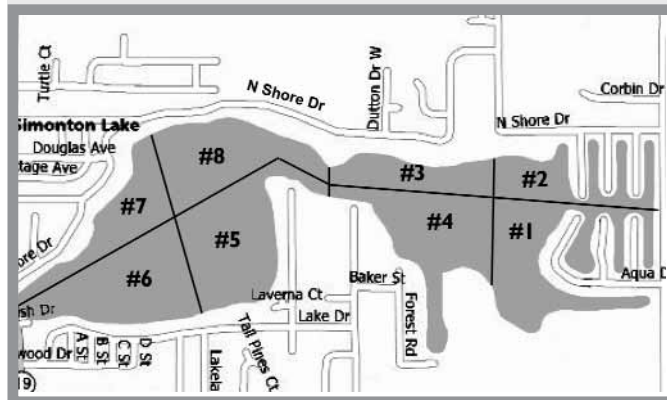 Turtle Ct
N Shore Dr
Dutton Dr W
Corbin Dr
N Shore Dr
Simonton Lake
Douglas Ave
tage Ave
#8
#3
#2
#7
#5
#4
#1
#6
ore Dr
Baker St
Aqua D
sh Dr
Laverna Ct
Lake Dr
Forest Rd
wood Dr
A St
B St
C St
D St
Lakela
Tall Pines Ct
19